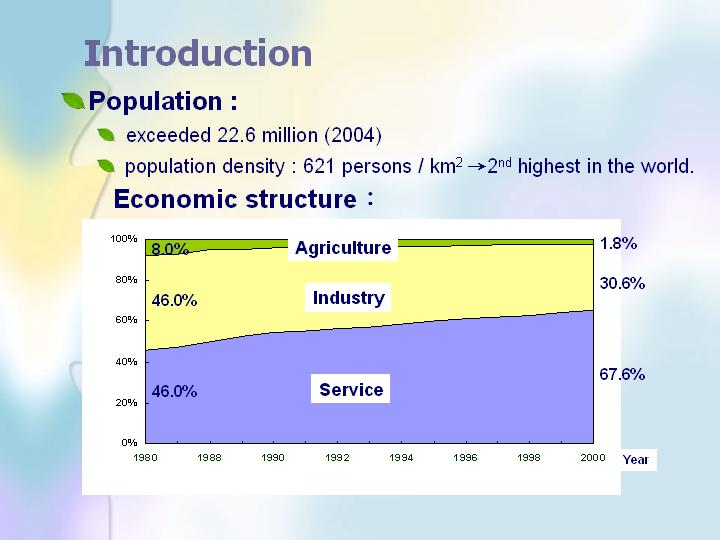 Introduction
Population :
exceeded 22.6 million (2004)
population density : 621 persons / km² →2nd highest in the world.
Economic structure：
100%
80%
60%
40%
20%
0%
8.0%
46.0%
46.0%
Agriculture
Industry
Service
1.8%
30.6%
67.6%
1980 1988 1990 1992 1994 1996 1998 2000 Year